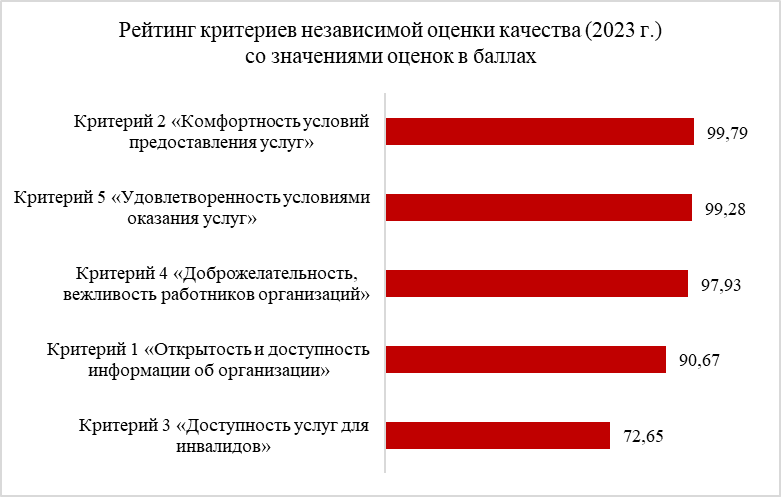 Рейтинг критериев независимой оценки качества (2023 г.)
со значениями оценок в баллах
Критерий 2 «Комфортность условий
предоставления услуг»
99,79
Критерий 5 «Удовлетворенность условиями
оказания услуг»
99,28
Критерий 4 «Доброжелательность,
вежливость работников организаций»
97,93
Критерий 1 «Открытость и доступность
информации об организации»
90,67
Критерий 3 «Доступность услуг для
инвалидов»
72,65